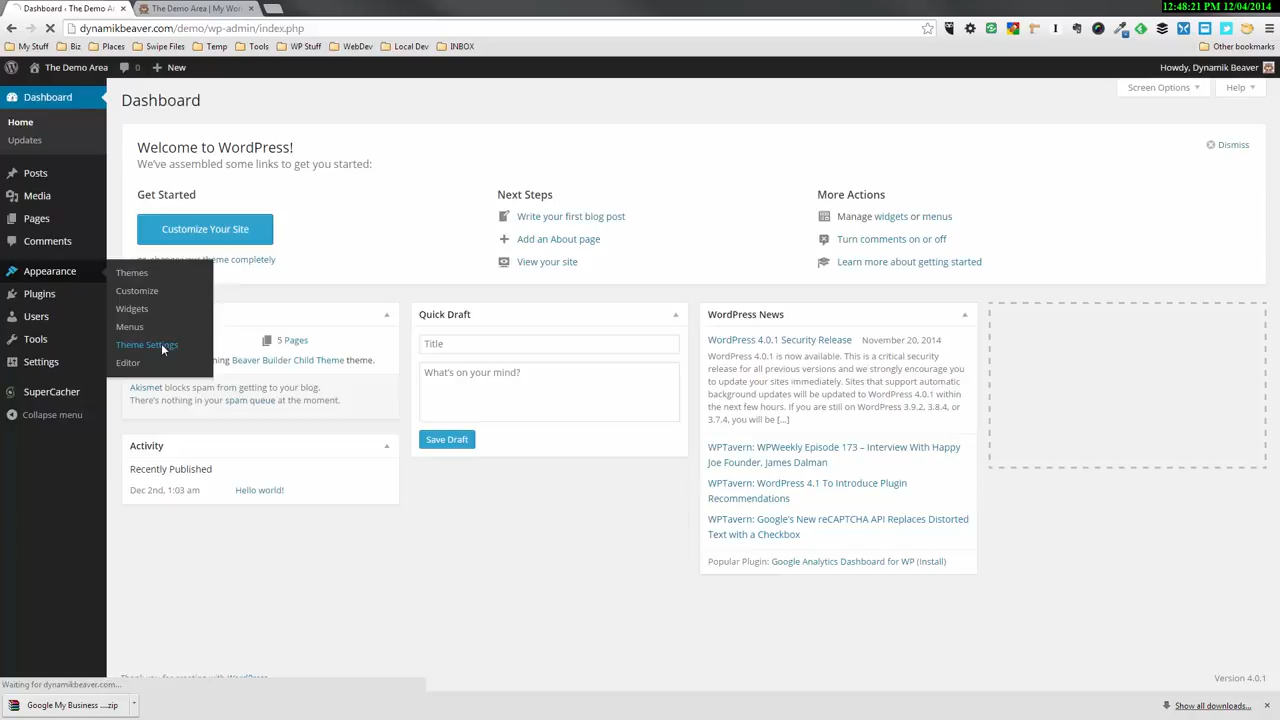 Dashboard ‹ The Demo Ar
The Demo Area | My Wor
12:48:21 PM 12/04/2014
dynamikbeaver.com/demo/wp-admin/index.php
My Stuff
Biz
Places
Swipe Files
Temp
Tools
WP Stuff
WebDev
Local Dev
INBOX
Other bookmarks
The Demo Area
0
New
Howdy, Dynamik Beaver
Dashboard
Home
Updates
Posts
Media
Pages
Comments
Appearance
Plugins
Users
Tools
Settings
SuperCacher
Collapse menu
Themes
Customize
Widgets
Menus
Theme Settings
Editor
Dashboard
Screen Options
Help
Welcome to WordPress!
We've assembled some links to get you started:
Dismiss
Get Started
Customize Your Site
theme completely
Next Steps
Write your first blog post
Add an About page
View your site
More Actions
Manage widgets or menus
Turn comments on or off
Learn more about getting started
5 Pages
Beaver Builder Child Theme theme.
Akismet blocks spam from getting to your blog.
There's nothing in your spam queue at the moment.
Activity
Recently Published
Dec 2nd, 1:03 am Hello world!
Quick Draft
Title
What's on your mind?
Save Draft
WordPress News
WordPress 4.0.1 Security Release November 20, 2014
WordPress 4.0.1 is now available. This is a critical security
release for all previous versions and we strongly encourage you
to update your sites immediately. Sites that support automatic
background updates will be updated to WordPress 4.0.1 within
the next few hours. If you are still on WordPress 3.9.2, 3.8.4, or
3.7.4, you will be [...]
WPTavern: WPWeekly Episode 173 – Interview With Happy
Joe Founder, James Dalman
WPTavern: WordPress 4.1 To Introduce Plugin
Recommendations
WPTavern: Google's New reCAPTCHA API Replaces Distorted
Text with a Checkbox
Popular Plugin: Google Analytics Dashboard for WP (Install)
Version 4.0.1
Waiting for dynamikbeaver.com...
Google My Business ....zip
Show all downloads...